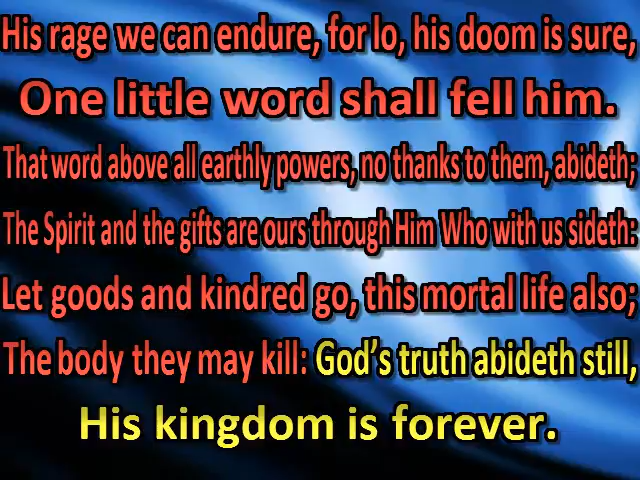 His rage we can endure, for lo, his doom is sure,
One little word shall fell him.
That word above all earthly powers, no thanks to them, abideth;
The Spirit and the gifts are ours through Him Who with us sideth:
Let goods and kindred go, this mortal life also;
The body they may kill: God’s truth abideth still,
His kingdom is forever.